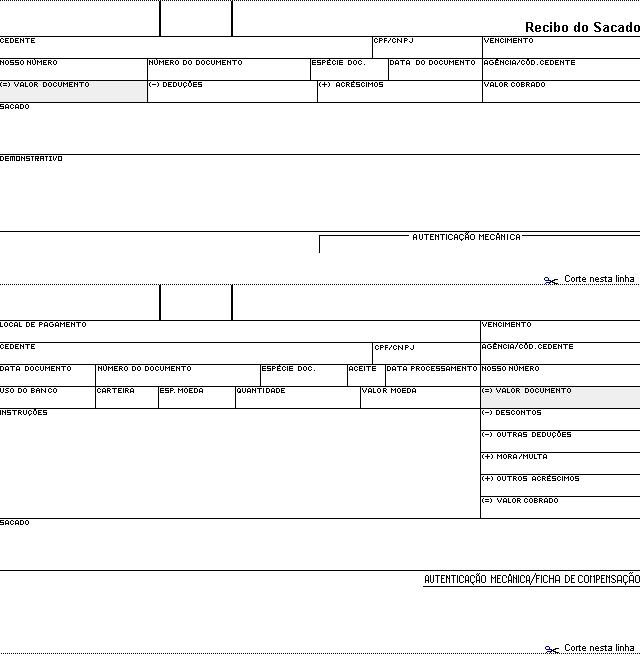 Recibo do Sacado
CEDENTE CPF/CNPJ VENCIMENTO
NOSSO NÚMERO NÚMERO DO DOCUMENTO ESPÉCIE DOC. DATA DO DOCUMENTO AGÊNCIA/CÓD.CEDENTE
(=) VALOR DOCUMENTO (-) DEDUÇÕES (+) ACRÉSCIMOS VALOR COBRADO
SACADO
DEMONSTRATIVO
AUTENTICAÇÃO MECÂNICA
Corte nesta linha
LOCAL DE PAGAMENTO VENCIMENTO
CEDENTE CPF/CNPJ AGÊNCIA/CÓD.CEDENTE
DATA DOCUMENTO NÚMERO DO DOCUMENTO ESPÉCIE DOC. ACEITE DATA PROCESSAMENTO NOSSO NÚMERO
USO DO BANCO CARTEIRA ESP. MOEDA QUANTIDADE VALOR MOEDA (=) VALOR DOCUMENTO
INSTRUÇÕES (-) DESCONTOS
(-) OUTRAS DEDUÇÕES
(+) MORA/MULTA
(+) OUTROS ACRÉSCIMOS
(=) VALOR COBRADO
SACADO
AUTENTICAÇÃO MECÂNICA/FICHA DE COMPENSAÇÃO
Corte nesta linha